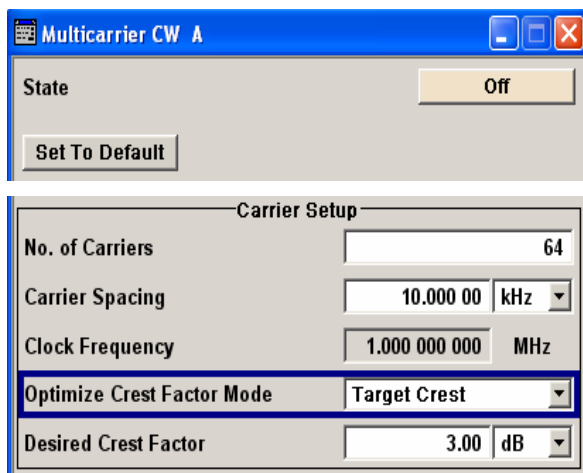 Multicarrier CW A
State Off
Set To Default
Carrier Setup
No. of Carriers 64
Carrier Spacing 10.000 00 kHz
Clock Frequency 1.000 000 000 MHz
Optimize Crest Factor Mode Target Crest
Desired Crest Factor 3.00 dB